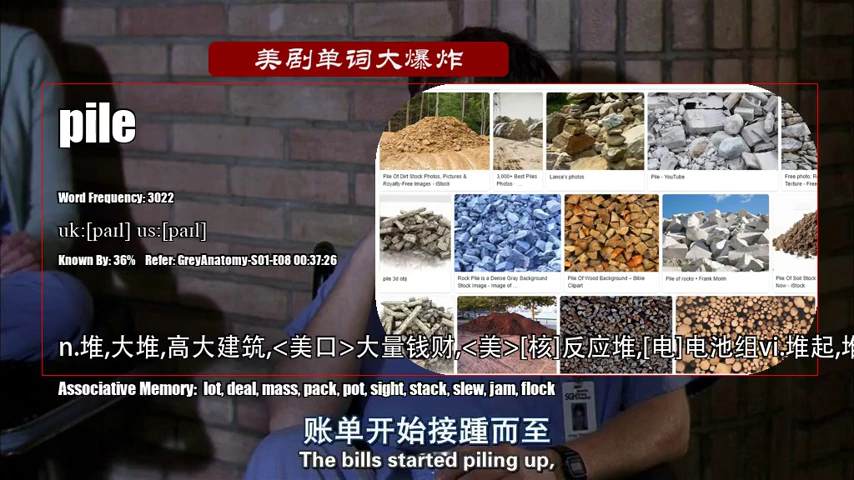 美剧单词大爆炸
pile
Word Frequency: 3022
uk:[paɪl] us:[paɪl]
Known By: 36% Refer: GreyAnatomy-S01-E08 00:37:26
Pile Of Dirt Stock Photos, Pictures &
Royalty-Free Images - iStock
3,000+ Best Piles
Photos · ...
Lance's photos
Pile - YouTube
Free photo: R
Texture - Free
pile 3d obj
Rock Pile is a Dense Gray Background
Stock Image - Image of ...
Pile Of Wood Background – Bible
Clipart
Pile of rocks • Frank Morin
Pile Of Soil Stock
Now - iStock
n.堆,大堆,高大建筑,<美口>大量钱财,<美>[核]反应堆,[电]电池组vi.堆起,堆
Associative Memory: lot, deal, mass, pack, pot, sight, stack, slew, jam, flock
账单开始接踵而至
The bills started piling up,